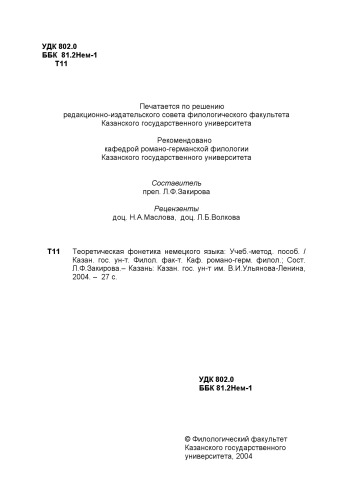 УДК 802.0
ББК 81.2Нем-1
Т11
Печатается по решению
редакционно-издательского совета филологического факультета
Казанского государственного университета
Рекомендовано
кафедрой романо-германской филологии
Казанского государственного университета
Составитель
преп. Л.Ф.Закирова
Рецензенты
доц. Н.А.Маслова, доц. Л.Б.Волкова
Т11 Теоретическая фонетика немецкого языка: Учеб.-метод. пособ. /
Казан. гос. ун-т. Филол. фак-т. Каф. романо-герм. филол.; Сост.
Л.Ф.Закирова.– Казань: Казан. гос. ун-т им. В.И.Ульянова-Ленина,
2004. – 27 с.
УДК 802.0
ББК 81.2Нем-1
© Филологический факультет
Казанского государственного
университета, 2004